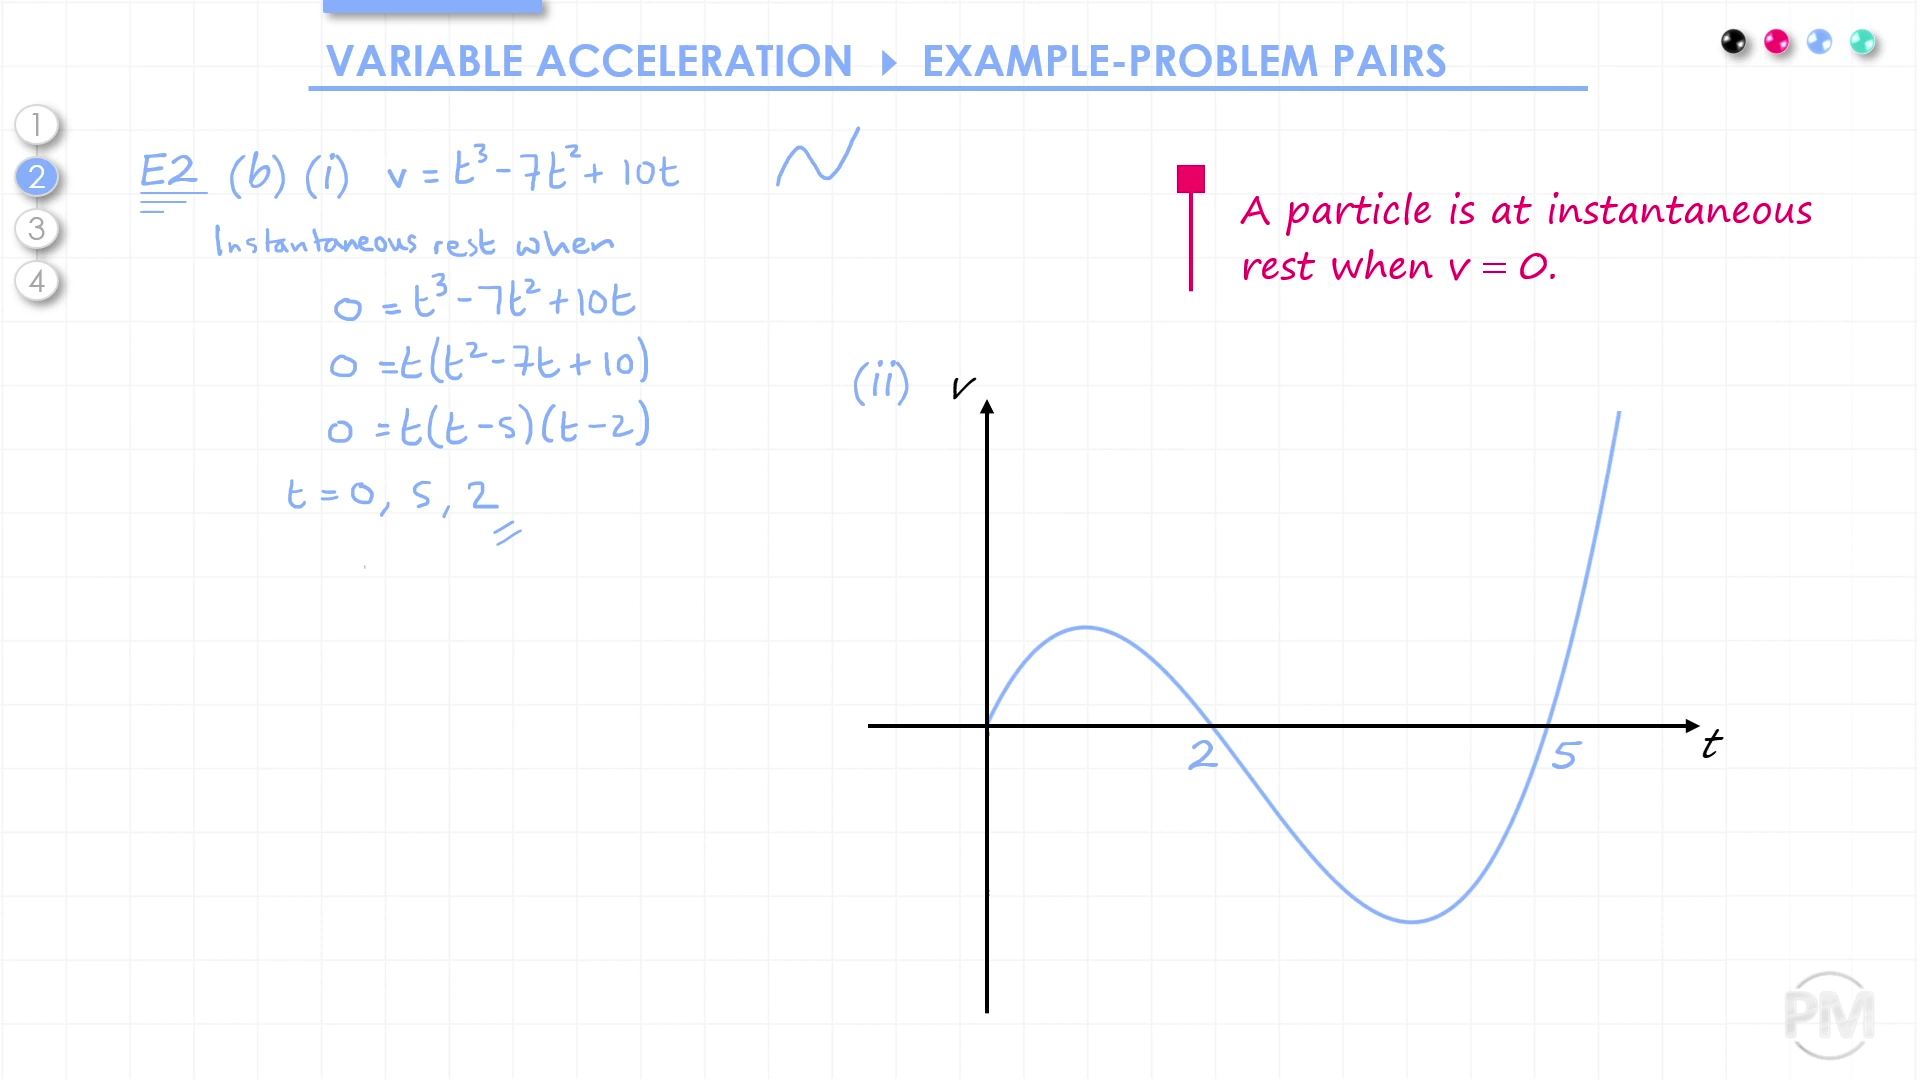 VARIABLE ACCELERATION ▸ EXAMPLE-PROBLEM PAIRS
1
2
3
4
E2 (b) (i) v = t³ - 7t² + 10t
Instantaneous rest when
0 = t³ - 7t² + 10t
0 = t(t² - 7t + 10)
0 = t(t - 5)(t - 2)
t = 0, 5, 2
A particle is at instantaneous
rest when v = 0.
(ii)
v
2
5
t
PM